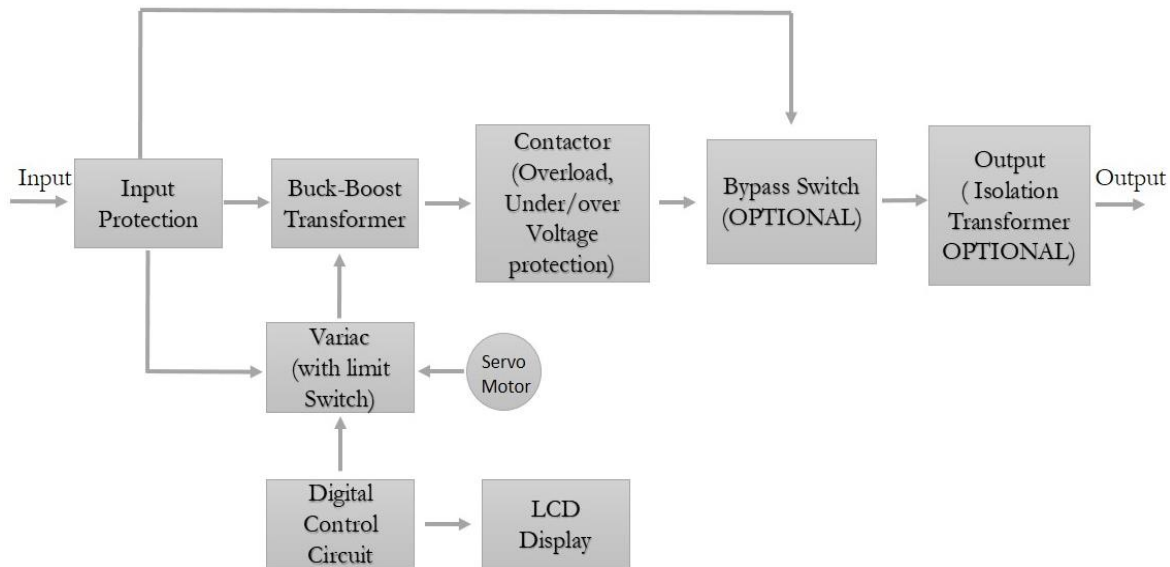 Input
Input
Protection
Buck-Boost
Transformer
Contactor
(Overload,
Under/over
Voltage
protection)
Bypass Switch
(OPTIONAL)
Output
( Isolation
Transformer
OPTIONAL)
Output
Variac
(with limit
Switch)
Servo
Motor
Digital
Control
Circuit
LCD
Display